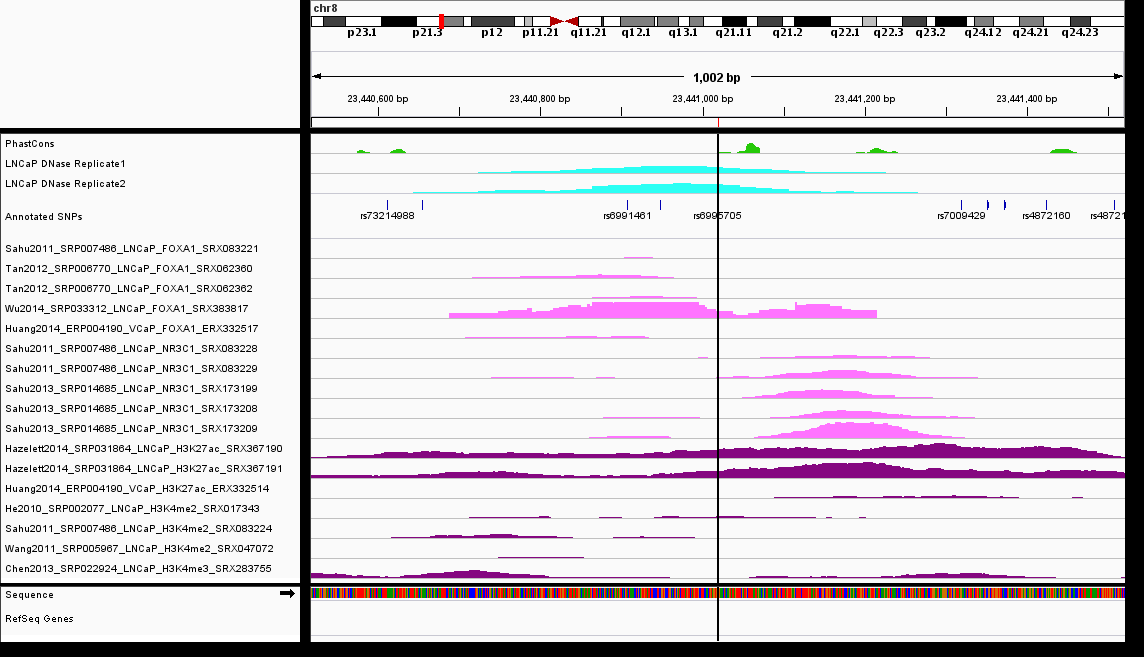 chr8
p23.1 p21.3 p12 p11.21 q11.21 q12.1 q13.1 q21.11 q21.2 q22.1 q22.3 q23.2 q24.12 q24.21 q24.23
1,002 bp
23,440,600 bp 23,440,800 bp 23,441,000 bp 23,441,200 bp 23,441,400 bp
PhastCons
LNCaP DNase Replicate1
LNCaP DNase Replicate2
Annotated SNPs
rs73214988 rs6991461 rs6995705 rs7009429 rs4872160 rs48721
Sahu2011_SRP007486_LNCaP_FOXA1_SRX083221
Tan2012_SRP006770_LNCaP_FOXA1_SRX062360
Tan2012_SRP006770_LNCaP_FOXA1_SRX062362
Wu2014_SRP033312_LNCaP_FOXA1_SRX383817
Huang2014_ERP004190_VCaP_FOXA1_ERX332517
Sahu2011_SRP007486_LNCaP_NR3C1_SRX083228
Sahu2011_SRP007486_LNCaP_NR3C1_SRX083229
Sahu2013_SRP014685_LNCaP_NR3C1_SRX173199
Sahu2013_SRP014685_LNCaP_NR3C1_SRX173208
Sahu2013_SRP014685_LNCaP_NR3C1_SRX173209
Hazelett2014_SRP031864_LNCaP_H3K27ac_SRX367190
Hazelett2014_SRP031864_LNCaP_H3K27ac_SRX367191
Huang2014_ERP004190_VCaP_H3K27ac_ERX332514
He2010_SRP002077_LNCaP_H3K4me2_SRX017343
Sahu2011_SRP007486_LNCaP_H3K4me2_SRX083224
Wang2011_SRP005967_LNCaP_H3K4me2_SRX047072
Chen2013_SRP022924_LNCaP_H3K4me3_SRX283755
Sequence
RefSeq Genes